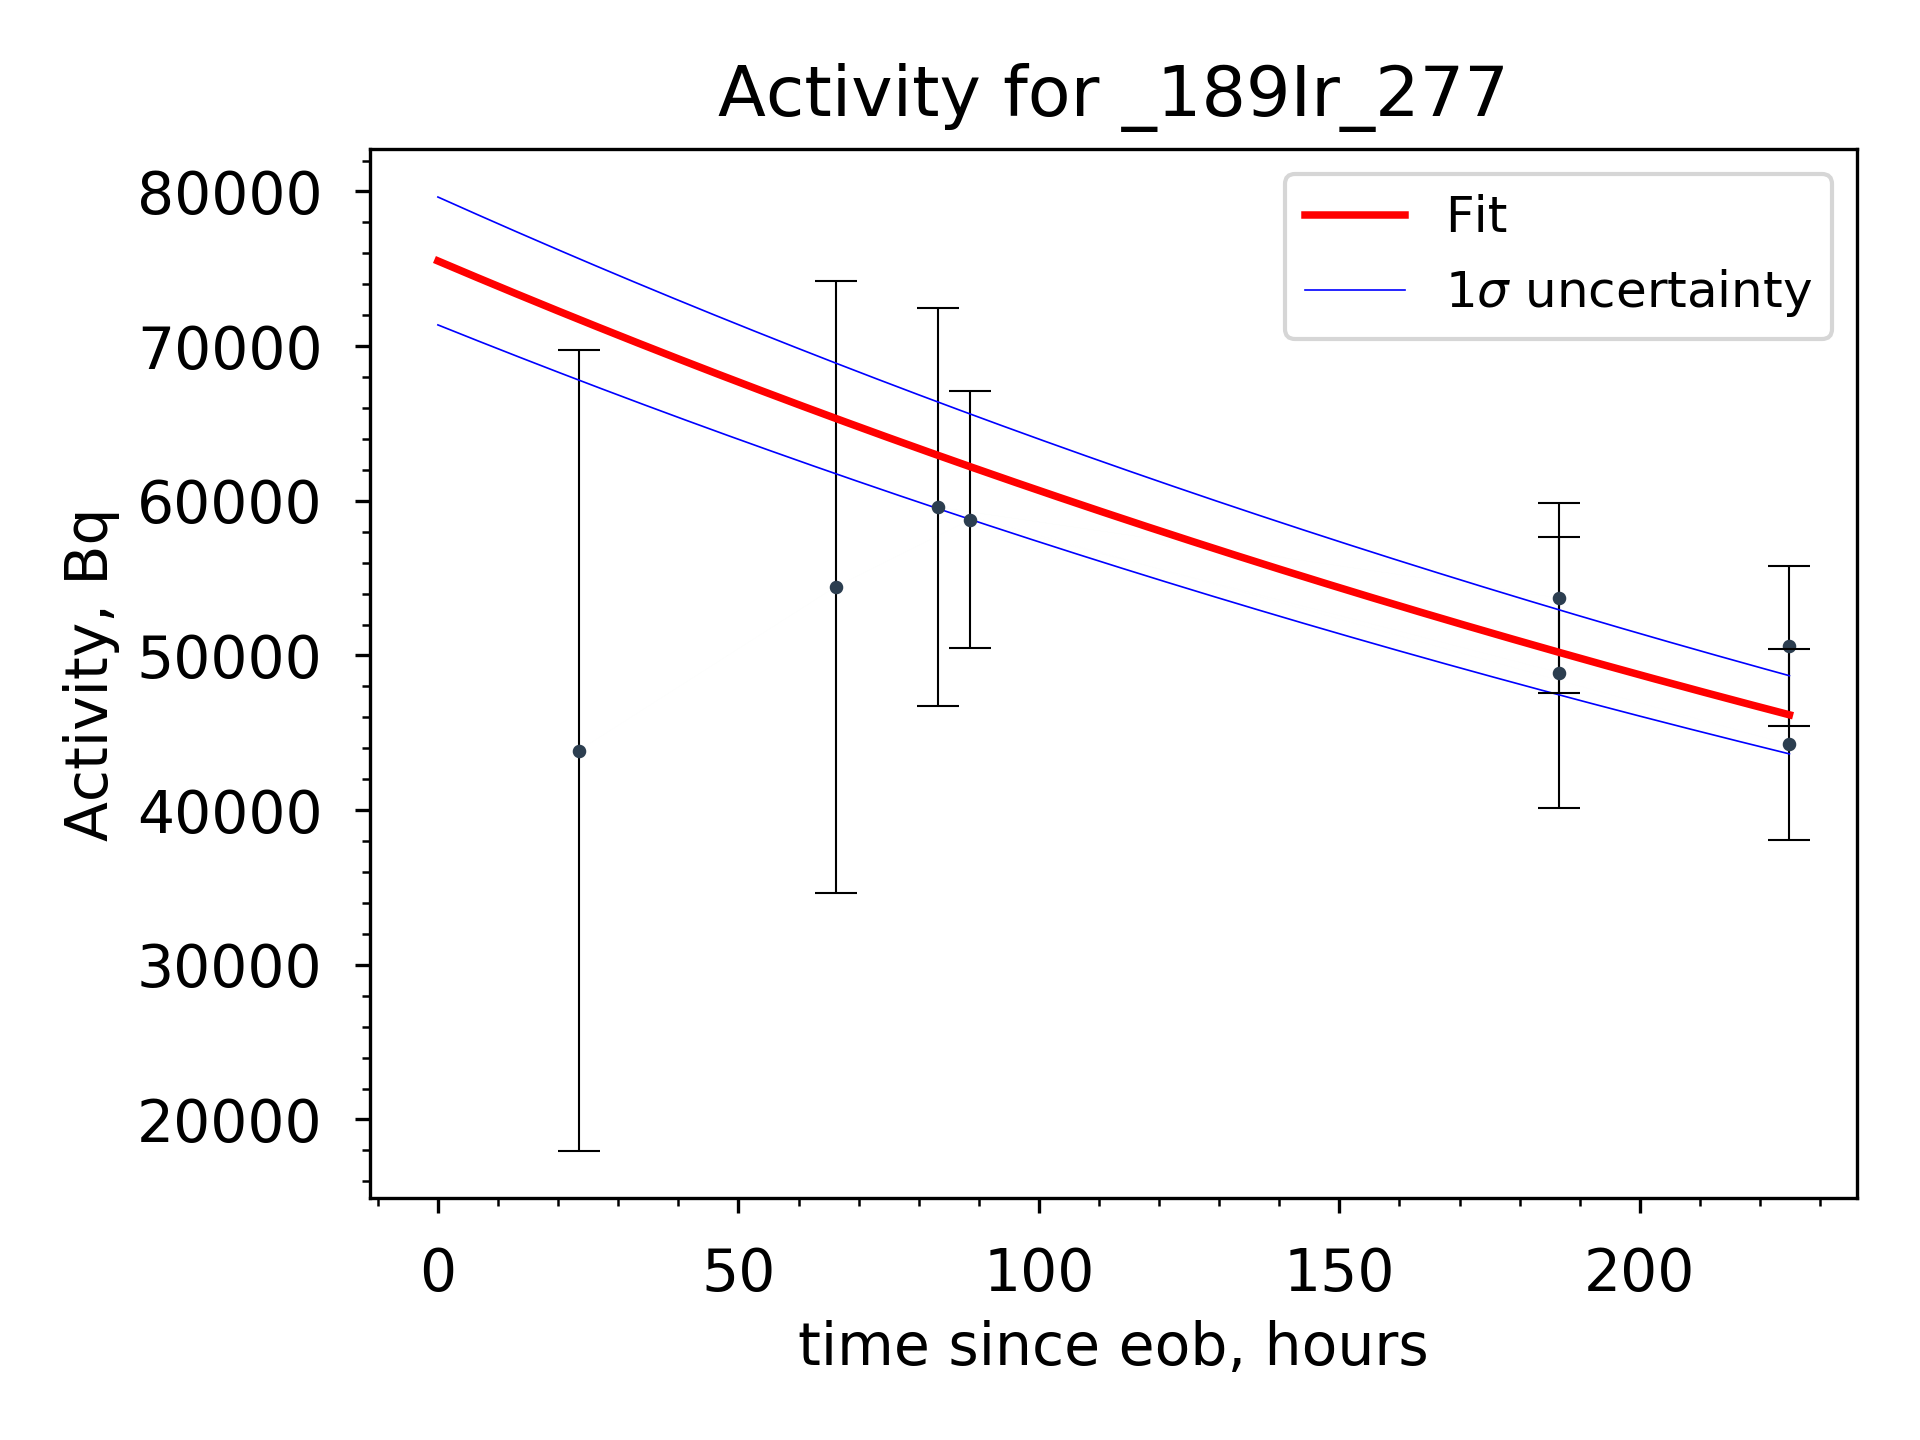 Activity for _189Ir_277
Fit
1σ uncertainty
Activity, Bq
80000
70000
60000
50000
40000
30000
20000
0 50 100 150 200
time since eob, hours